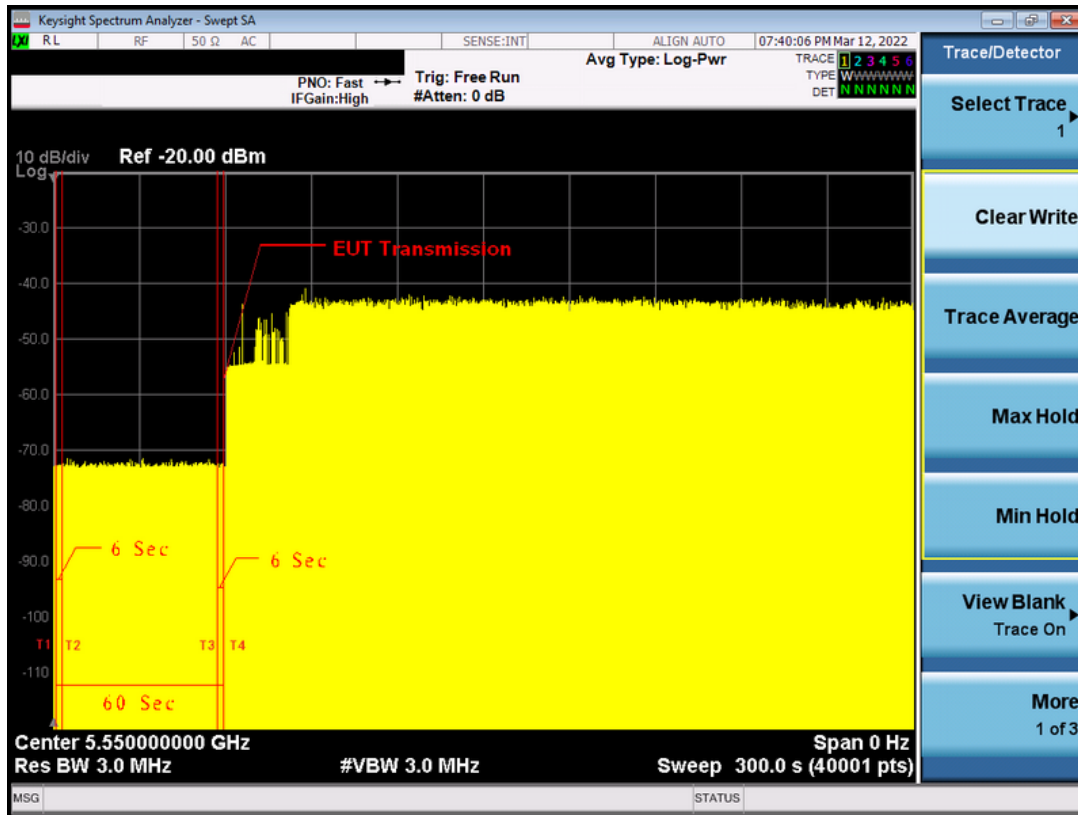 Keysight Spectrum Analyzer - Swept SA
LXI RL RF 50 Ω AC SENSE:INT ALIGN AUTO 07:40:06 PM Mar 12, 2022
Avg Type: Log-Pwr
TRACE 1 2 3 4 5 6
TYPE WWWWWWW
DET N N N N N N
PNO: Fast
IFGain:High
Trig: Free Run
#Atten: 0 dB
10 dB/div
Log
Ref -20.00 dBm
-30.0
-40.0
-50.0
-60.0
-70.0
-80.0
-90.0
-100
-110
EUT Transmission
6 Sec
6 Sec
T1 T2 T3 T4
60 Sec
Center 5.550000000 GHz
Span 0 Hz
Res BW 3.0 MHz
#VBW 3.0 MHz
Sweep 300.0 s (40001 pts)
MSG STATUS
Trace/Detector
Select Trace
1
Clear Write
Trace Average
Max Hold
Min Hold
View Blank
Trace On
More
1 of 3